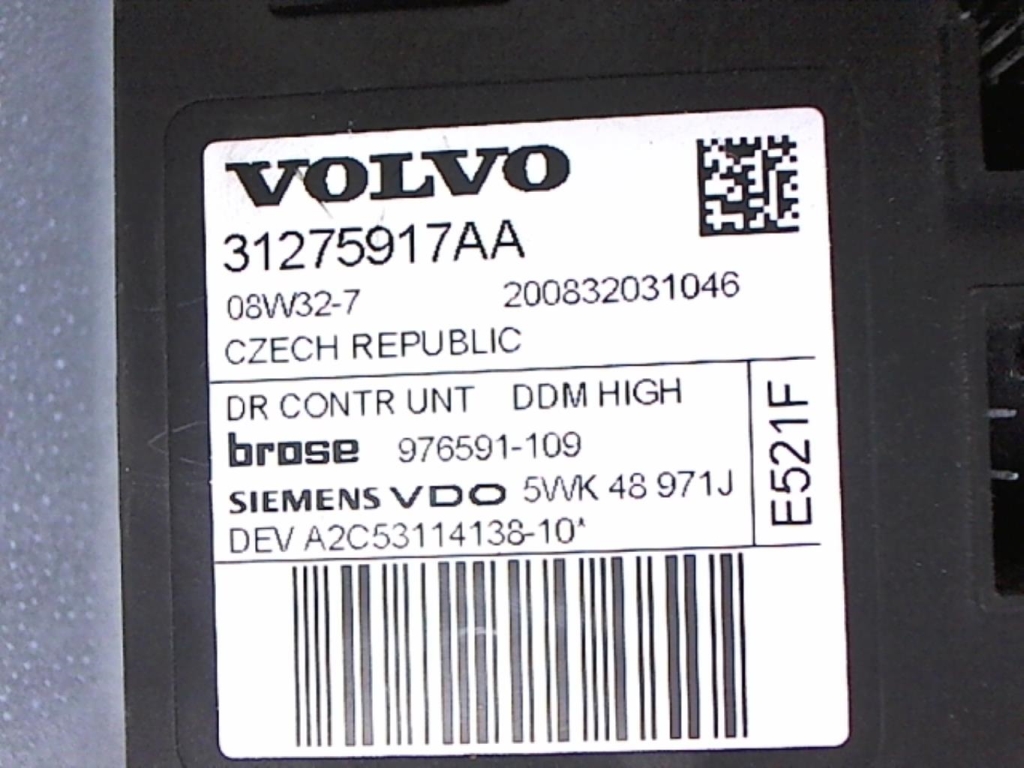 VOLVO
31275917AA
08W32-7 200832031046
CZECH REPUBLIC
DR CONTR UNT DDM HIGH
brose 976591-109
SIEMENS VDO 5WK 48 971J
DEV A2C53114138-10*
E521F